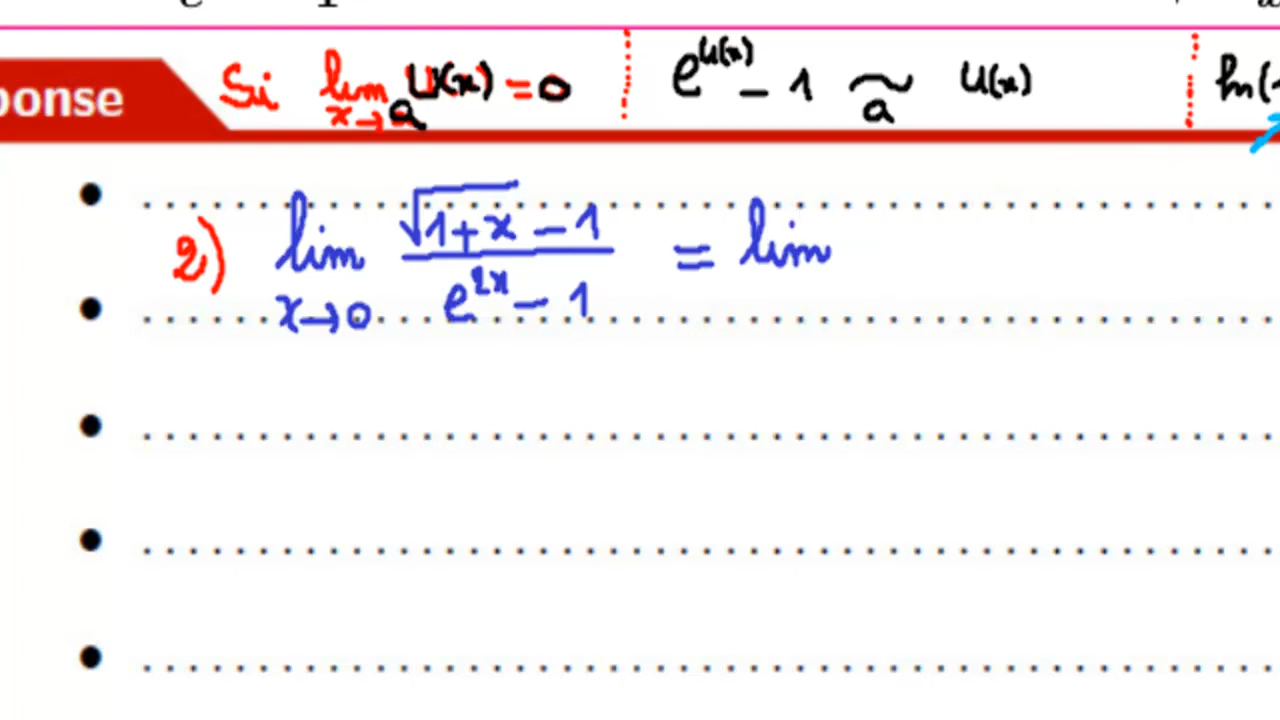 ponse Si lim x→a U(x) = 0 e^{U(x)} - 1 ~a U(x)
2) lim x→0 (√(1+x) - 1)/(e^{2x} - 1) = lim